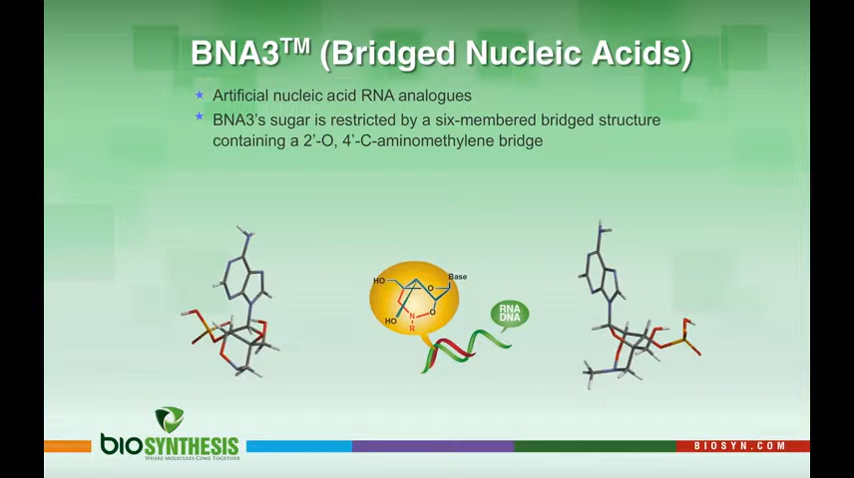 BNA3TM (Bridged Nucleic Acids)
Artificial nucleic acid RNA analogues
BNA3's sugar is restricted by a six-membered bridged structure
containing a 2'-O, 4'-C-aminomethylene bridge
Base
HO
O
O
HO
N
R
RNA
DNA
bioSYNTHESIS
WHERE MOLECULES COME TOGETHER
BIOSYN.COM